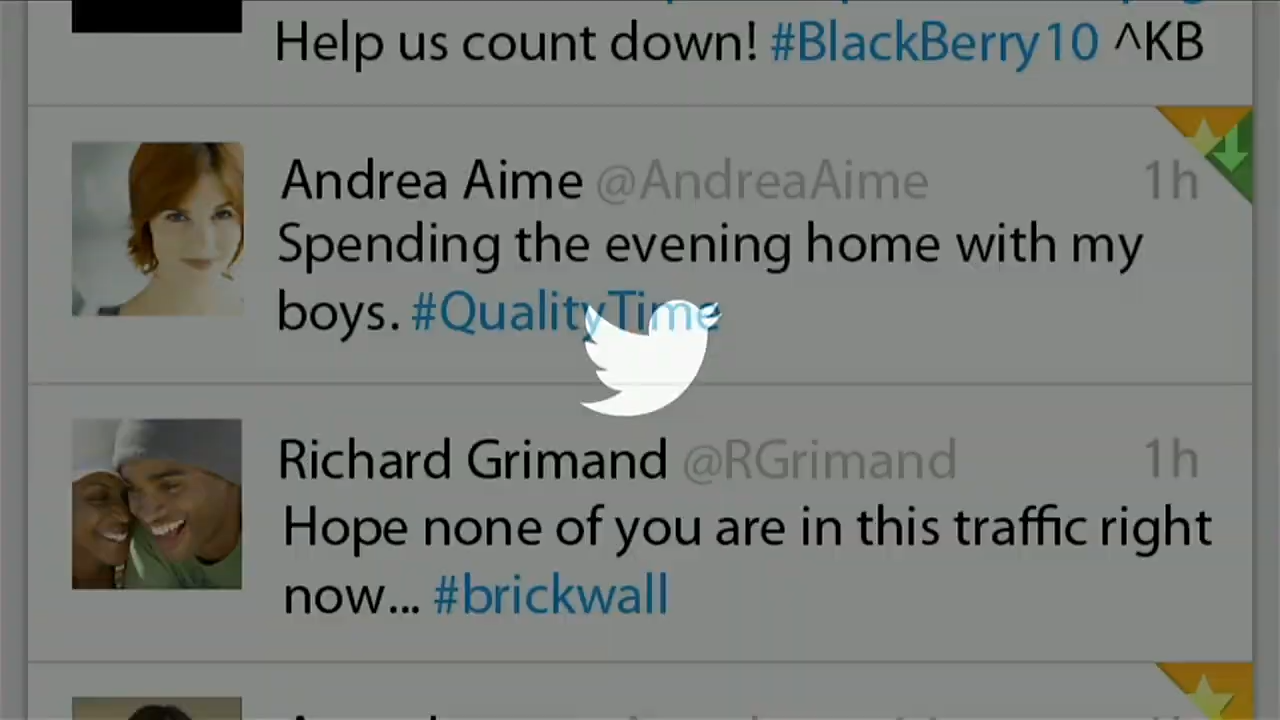 Help us count down! #BlackBerry10 ^KB
Andrea Aime @AndreaAime 1h
Spending the evening home with my
boys. #QualityTime
Richard Grimand @RGrimand 1h
Hope none of you are in this traffic right
now... #brickwall